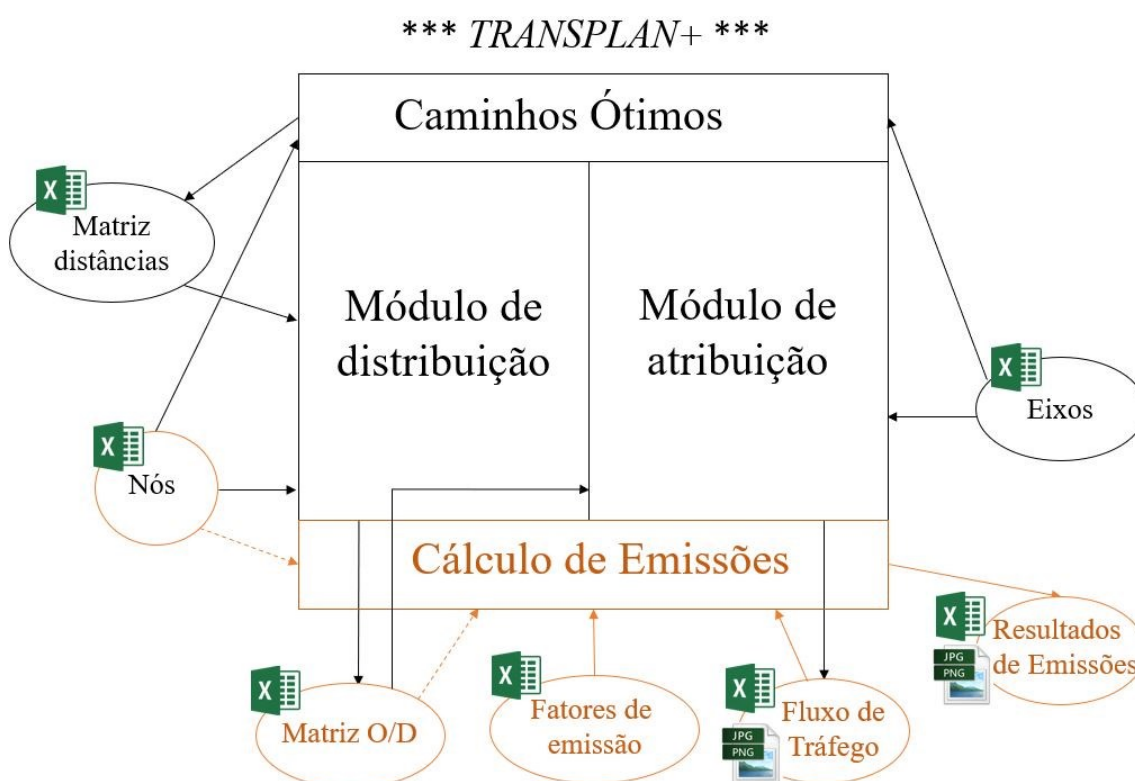 *** TRANSPLAN+ ***
Caminhos Ótimos
X
Matriz
distâncias
Módulo de
distribuição
Módulo de
atribuição
X
Eixos
X
Nós
Cálculo de Emissões
X
Matriz O/D
X
Fatores de
emissão
X
JPG
PNG
Fluxo de
Tráfego
X
JPG
PNG
Resultados
de Emissões